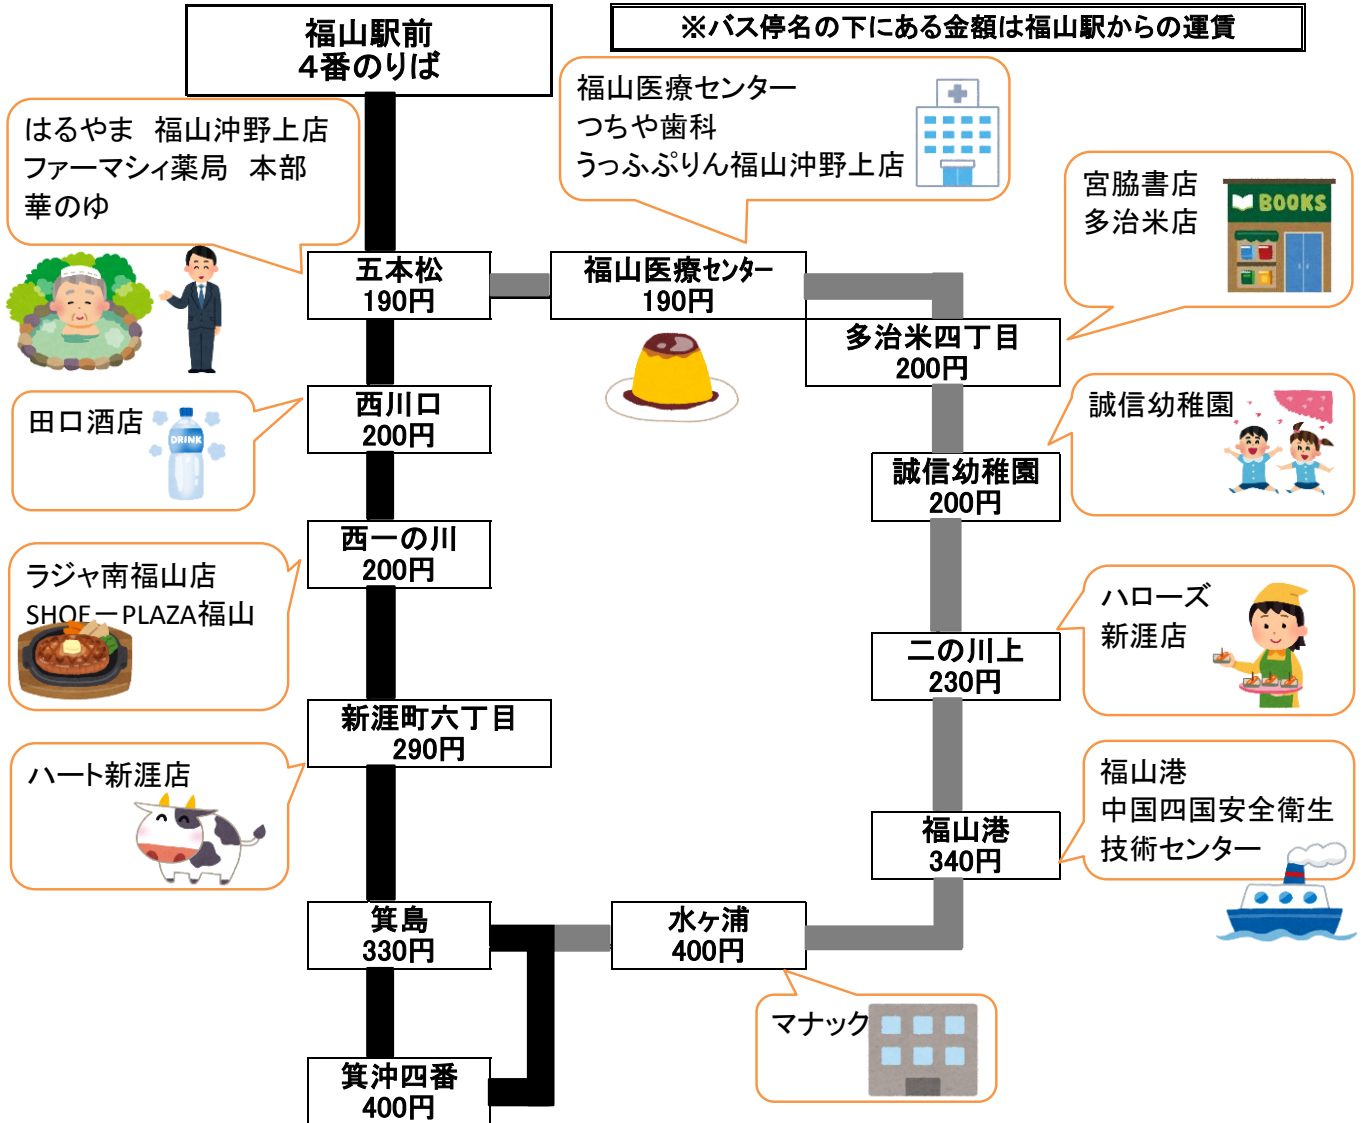 福山駅前
4番のりば
※バス停名の下にある金額は福山駅からの運賃
はるやま　福山沖野上店
ファーマシィ薬局　本部
華のゆ
福山医療センター
つちや歯科
うっふぷりん福山沖野上店
宮脇書店
多治米店
BOOKS
五本松
190円
福山医療センター
190円
多治米四丁目
200円
田口酒店
DRINK
西川口
200円
誠信幼稚園
誠信幼稚園
200円
ラジャ南福山店
SHOE－PLAZA福山
西一の川
200円
ハローズ
新涯店
二の川上
230円
新涯町六丁目
290円
ハート新涯店
福山港
中国四国安全衛生
技術センター
福山港
340円
箕島
330円
水ヶ浦
400円
マナック
箕沖四番
400円